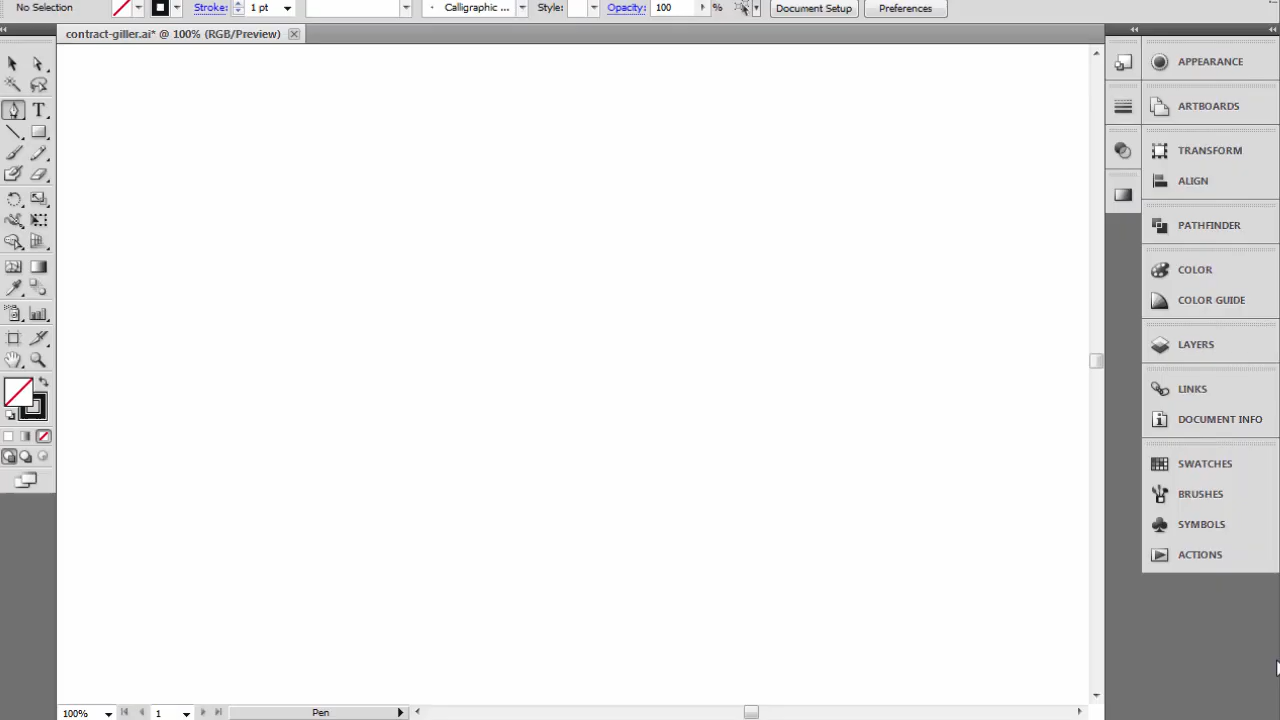 No Selection Stroke: 1 pt Calligraphic ... Style: Opacity: 100 % Document Setup Preferences
contract-giller.ai* @ 100% (RGB/Preview)
APPEARANCE
ARTBOARDS
TRANSFORM
ALIGN
PATHFINDER
COLOR
COLOR GUIDE
LAYERS
LINKS
DOCUMENT INFO
SWATCHES
BRUSHES
SYMBOLS
ACTIONS
100% 1 Pen